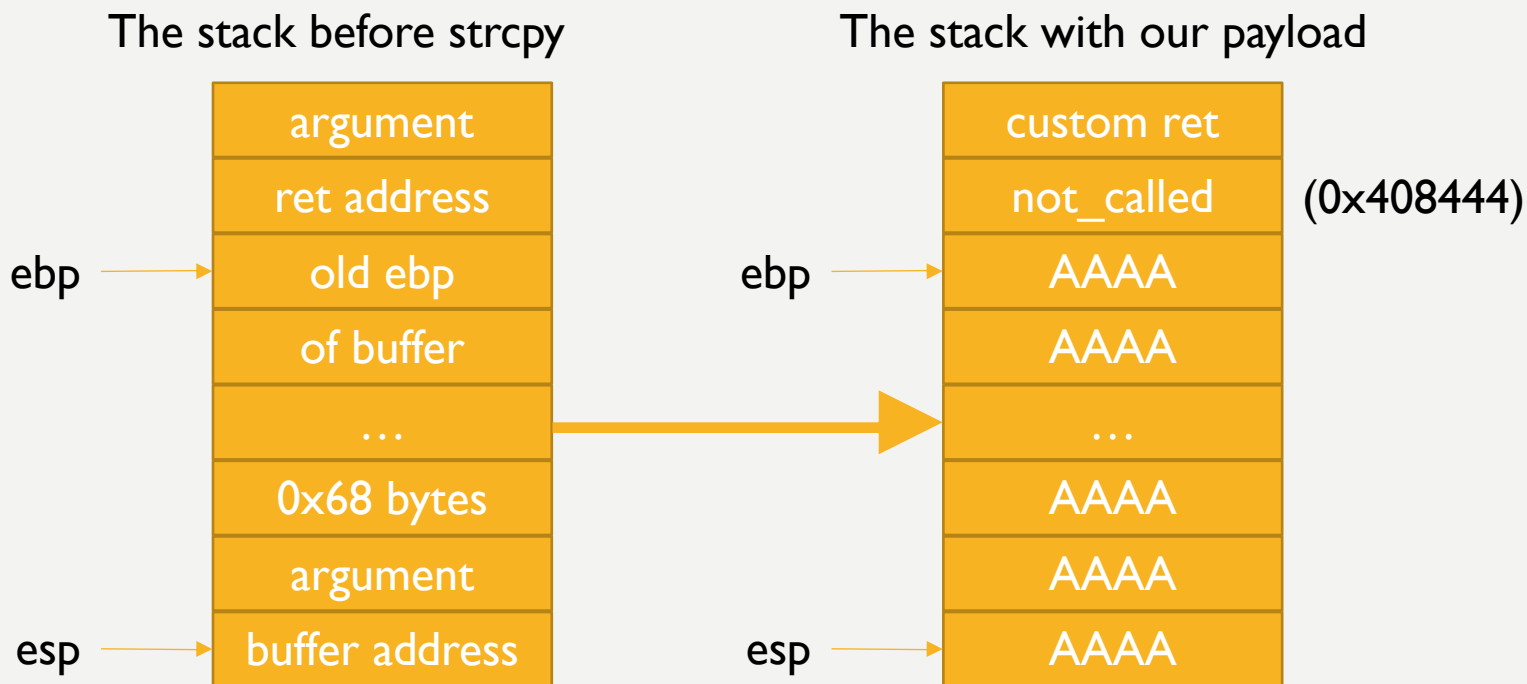 The stack before strcpy
argument
ret address
ebp
old ebp
of buffer
…
0x68 bytes
argument
esp
buffer address
The stack with our payload
custom ret
not_called
(0x408444)
ebp
AAAA
AAAA
…
AAAA
AAAA
esp
AAAA